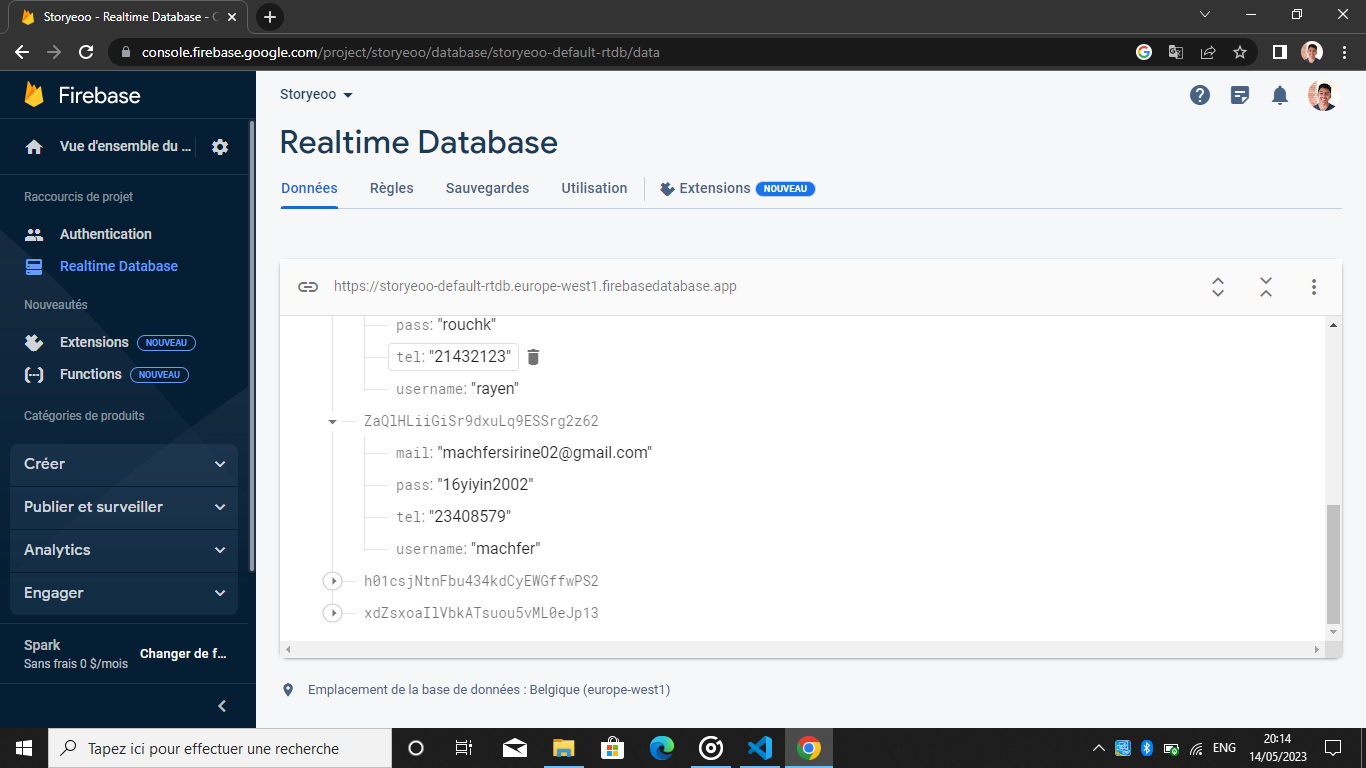 Storyeoo - Realtime Database - C
console.firebase.google.com/project/storyeoo/database/storyeoo-default-rtdb/data
Firebase
Vue d'ensemble du ...
Raccourcis de projet
Authentication
Realtime Database
Nouveautés
Extensions NOUVEAU
Functions NOUVEAU
Catégories de produits
Créer
Publier et surveiller
Analytics
Engager
Spark
Sans frais 0 $/mois
Changer de f...
Storyeoo
Realtime Database
Données Règles Sauvegardes Utilisation Extensions NOUVEAU
https://storyeoo-default-rtdb.europe-west1.firebasedatabase.app
pass: "rouchk"
tel: "21432123"
username: "rayen"
ZaQlHLiiGiSr9dxuLq9ESSrg2z62
mail: "machfersirine02@gmail.com"
pass: "16yiyin2002"
tel: "23408579"
username: "machfer"
h01csjNtnFbu434kdCyEWGffwPS2
xdZsxoaIlVbkATsuou5vML0eJp13
Emplacement de la base de données : Belgique (europe-west1)
Tapez ici pour effectuer une recherche
ENG
20:14
14/05/2023